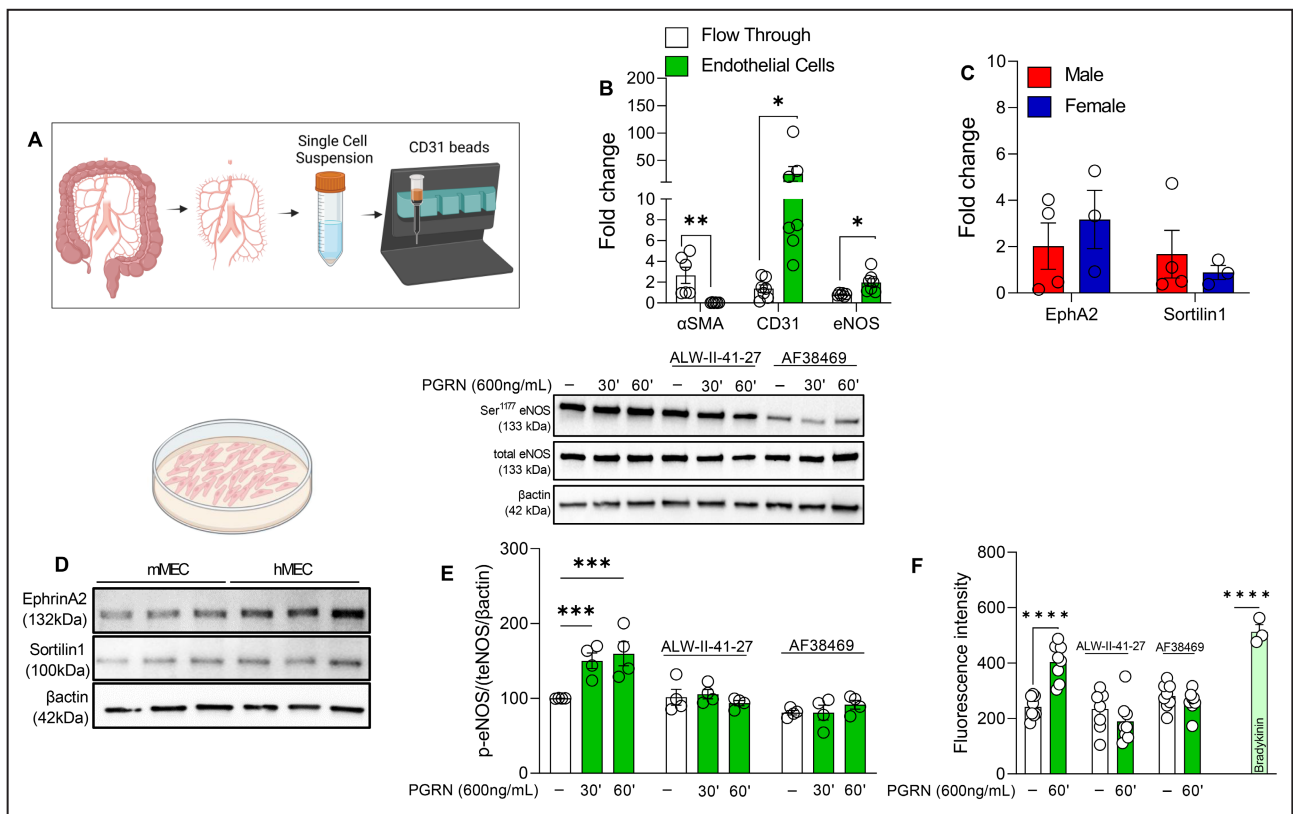 A
Single Cell
Suspension
CD31 beads
B
Flow Through
Endothelial Cells
Fold change
200
150
100
50
10
8
6
4
2
0
**
*
*
αSMA
CD31
eNOS
C
Male
Female
Fold change
10
8
6
4
2
0
EphA2
Sortilin1
D
mMEC
hMEC
EphrinA2
(132kDa)
Sortilin1
(100kDa)
βactin
(42kDa)
ALW-II-41-27
AF38469
PGRN (600ng/mL) – 30' 60' – 30' 60' – 30' 60'
Ser1177 eNOS
(133 kDa)
total eNOS
(133 kDa)
βactin
(42 kDa)
E
p-eNOS/(teNOS/βactin)
300
200
100
0
***
***
ALW-II-41-27
AF38469
PGRN (600ng/mL) – 30' 60' – 30' 60' – 30' 60'
F
Fluorescence intensity
800
600
400
200
0
****
ALW-II-41-27
AF38469
****
Bradykinin
PGRN (600ng/mL) – 60' – 60' – 60'